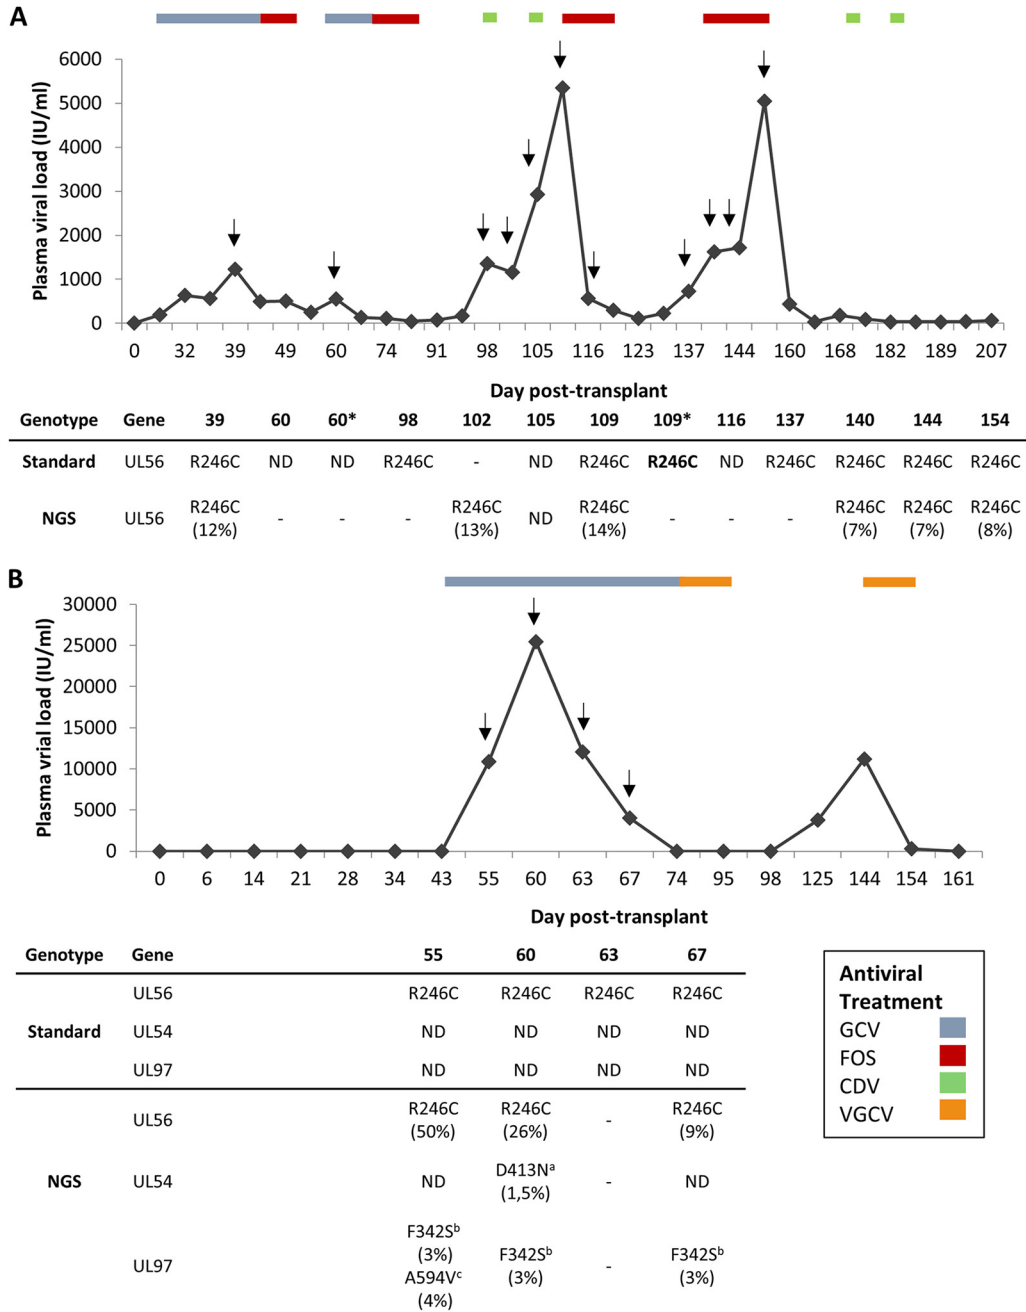 A
6000
5000
4000
3000
2000
1000
0
Plasma viral load (IU/ml)
0 32 39 49 60 74 91 98 105 116 123 137 144 160 168 182 189 207
Day post-transplant
Genotype Gene 39 60 60* 98 102 105 109 109* 116 137 140 144 154
Standard UL56 R246C ND ND R246C - ND R246C R246C ND R246C R246C R246C R246C
NGS UL56 R246C - - - R246C ND R246C - - - R246C R246C R246C
(12%) (13%) (14%) (7%) (7%) (8%)
B
30000
25000
20000
15000
10000
5000
0
Plasma vrial load (IU/ml)
0 6 14 21 28 34 43 55 60 63 67 74 95 98 125 144 154 161
Day post-transplant
Genotype Gene 55 60 63 67
UL56 R246C R246C R246C R246C
Standard UL54 ND ND ND ND
UL97 ND ND ND ND
UL56 R246C R246C - R246C
(50%) (26%) (9%)
NGS UL54 ND D413Nᵃ - ND
(1,5%)
UL97 F342Sᵇ F342Sᵇ - F342Sᵇ
(3%) (3%) (3%)
A594Vᶜ
(4%)
Antiviral
Treatment
GCV
FOS
CDV
VGCV